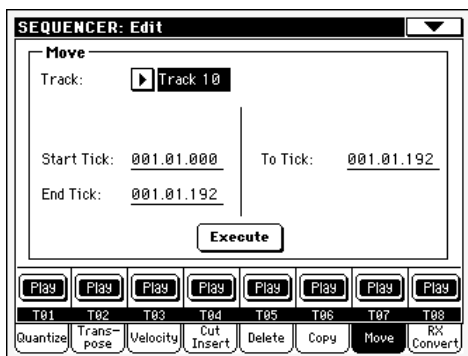 SEQUENCER: Edit
Move
Track: Track 10
Start Tick: 001.01.000 To Tick: 001.01.192
End Tick: 001.01.192
Execute
Play Play Play Play Play Play Play Play
T01 T02 T03 T04 T05 T06 T07 T08
Quantize Trans-pose Velocity Cut Insert Delete Copy Move RX Convert